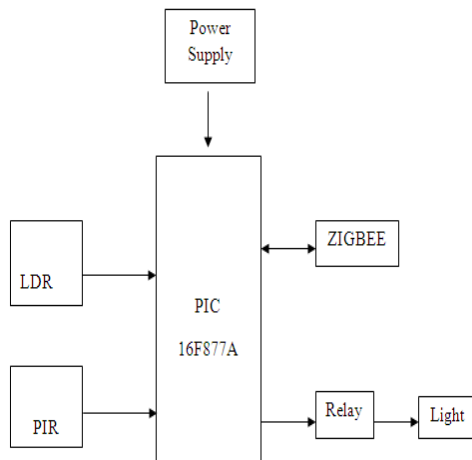 Power
Supply
ZIGBEE
LDR
PIC
16F877A
Relay
Light
PIR